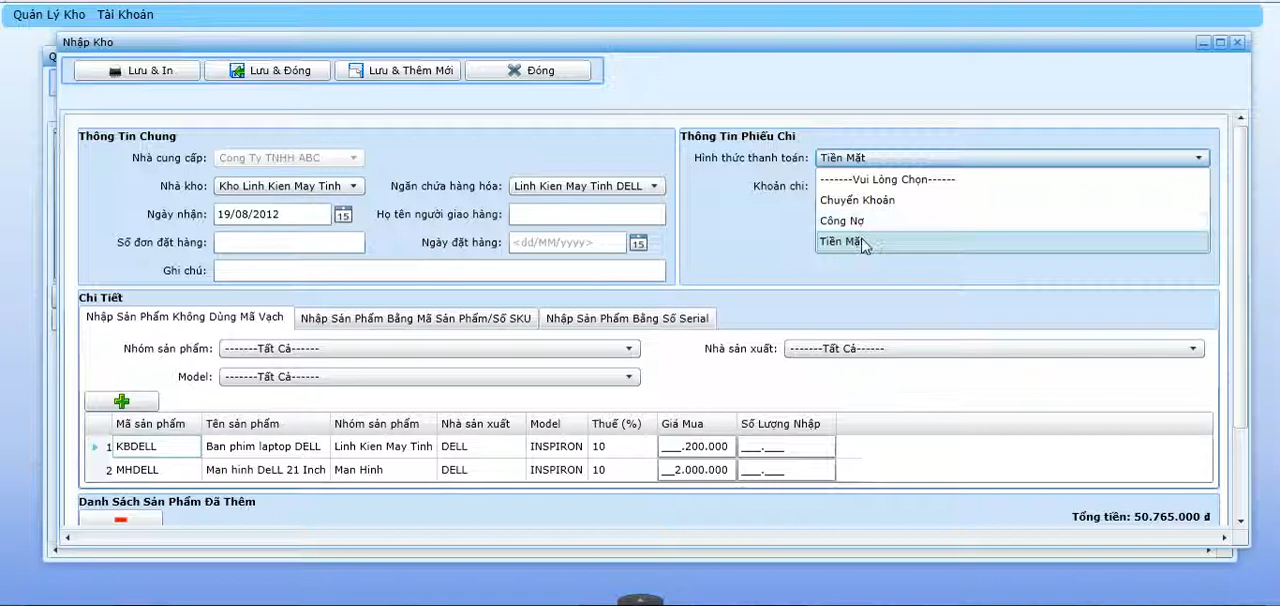 Quản Lý Kho Tài Khoản
Nhập Kho
Lưu & In Lưu & Đóng Lưu & Thêm Mới Đóng
Thông Tin Chung
Nhà cung cấp: Cong Ty TNHH ABC
Nhà kho: Kho Linh Kien May Tinh Ngăn chứa hàng hóa: Linh Kien May Tinh DELL
Ngày nhận: 19/08/2012 15 Họ tên người giao hàng:
Số đơn đặt hàng: Ngày đặt hàng: <dd/MM/yyyy> 15
Ghi chú:
Thông Tin Phiếu Chi
Hình thức thanh toán: Tiền Mặt
Khoản chi:
-------Vui Lòng Chọn------
Chuyển Khoản
Công Nợ
Tiền Mặt
Chi Tiết
Nhập Sản Phẩm Không Dùng Mã Vạch Nhập Sản Phẩm Bằng Mã Sản Phẩm/Số SKU Nhập Sản Phẩm Bằng Số Serial
Nhóm sản phẩm: -------Tất Cả------ Nhà sản xuất: -------Tất Cả------
Model: -------Tất Cả------
Mã sản phẩm Tên sản phẩm Nhóm sản phẩm Nhà sản xuất Model Thuế (%) Giá Mua Số Lượng Nhập
1 KBDELL Ban phim laptop DELL Linh Kien May Tinh DELL INSPIRON 10 ___.200.000 ___.___
2 MHDELL Man hinh DeLL 21 Inch Man Hinh DELL INSPIRON 10 __2.000.000 ___.___
Danh Sách Sản Phẩm Đã Thêm
Tổng tiền: 50.765.000 đ